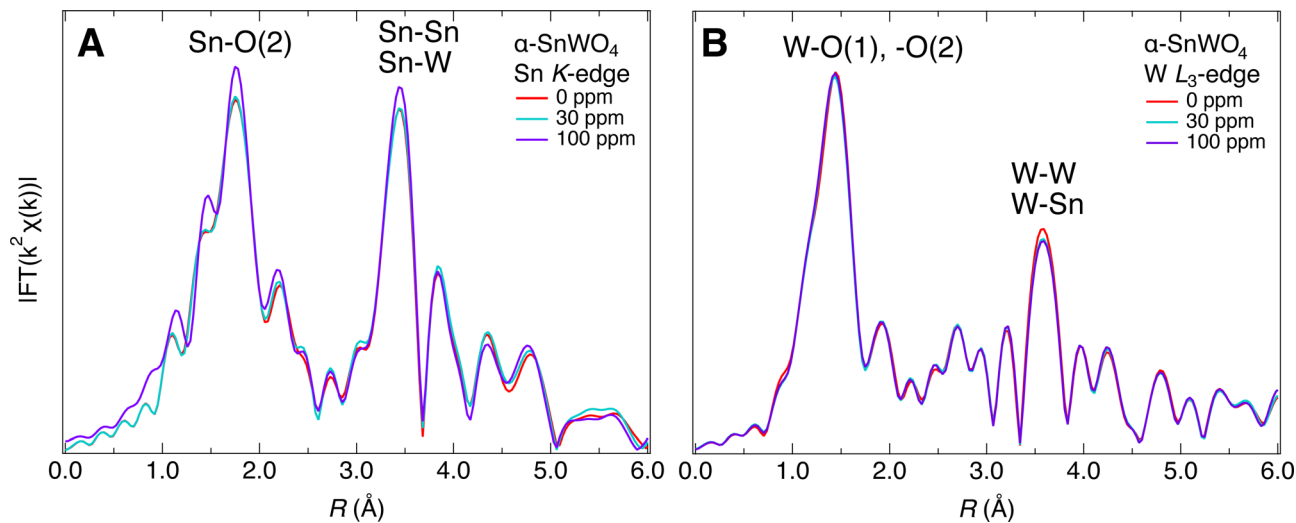 A
Sn-O(2)
Sn-Sn
Sn-W
α-SnWO4
Sn K-edge
0 ppm
30 ppm
100 ppm
|FT(k² χ(k))|
0.0 1.0 2.0 3.0 4.0 5.0 6.0
R (Å)
B
W-O(1), -O(2)
W-W
W-Sn
α-SnWO4
W L3-edge
0 ppm
30 ppm
100 ppm
0.0 1.0 2.0 3.0 4.0 5.0 6.0
R (Å)